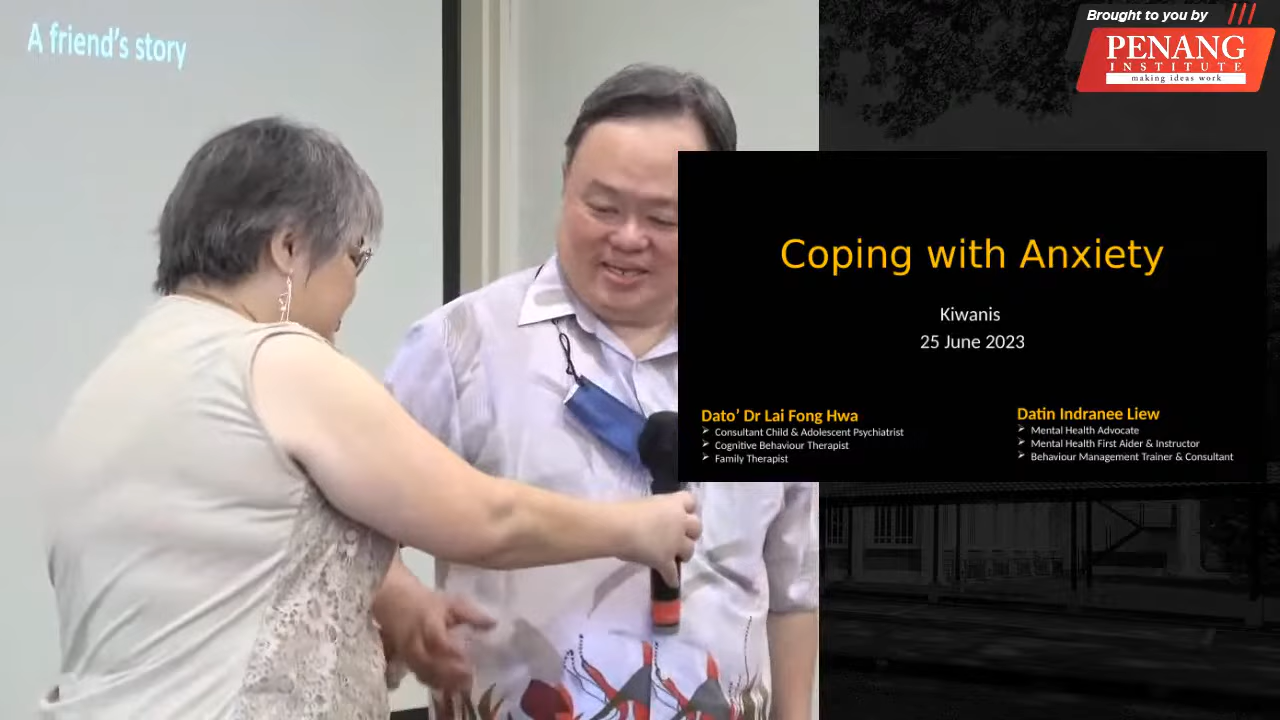 A friend's story
Brought to you by
PENANG
INSTITUTE
making ideas work
Coping with Anxiety
Kiwanis
25 June 2023
Dato’ Dr Lai Fong Hwa
➢ Consultant Child & Adolescent Psychiatrist
➢ Cognitive Behaviour Therapist
➢ Family Therapist
Datin Indranee Liew
➢ Mental Health Advocate
➢ Mental Health First Aider & Instructor
➢ Behaviour Management Trainer & Consultant